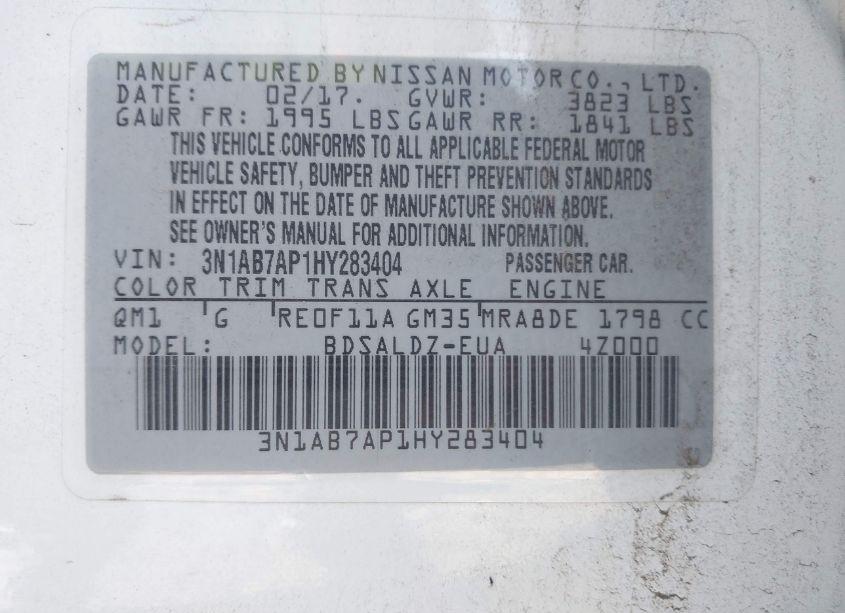 MANUFACTURED BY NISSAN MOTOR CO., LTD.
DATE: 02/17. GVWR: 3823 LBS
GAWR FR: 1995 LBS GAWR RR: 1841 LBS
THIS VEHICLE CONFORMS TO ALL APPLICABLE FEDERAL MOTOR
VEHICLE SAFETY, BUMPER AND THEFT PREVENTION STANDARDS
IN EFFECT ON THE DATE OF MANUFACTURE SHOWN ABOVE.
SEE OWNER'S MANUAL FOR ADDITIONAL INFORMATION.
VIN: 3N1AB7AP1HY283404 PASSENGER CAR.
COLOR TRIM TRANS AXLE ENGINE
QM1 G RE0F11A GM35 MRA8DE 1798 CC
MODEL: BDSALDZ-EUA 4Z000
3N1AB7AP1HY283404